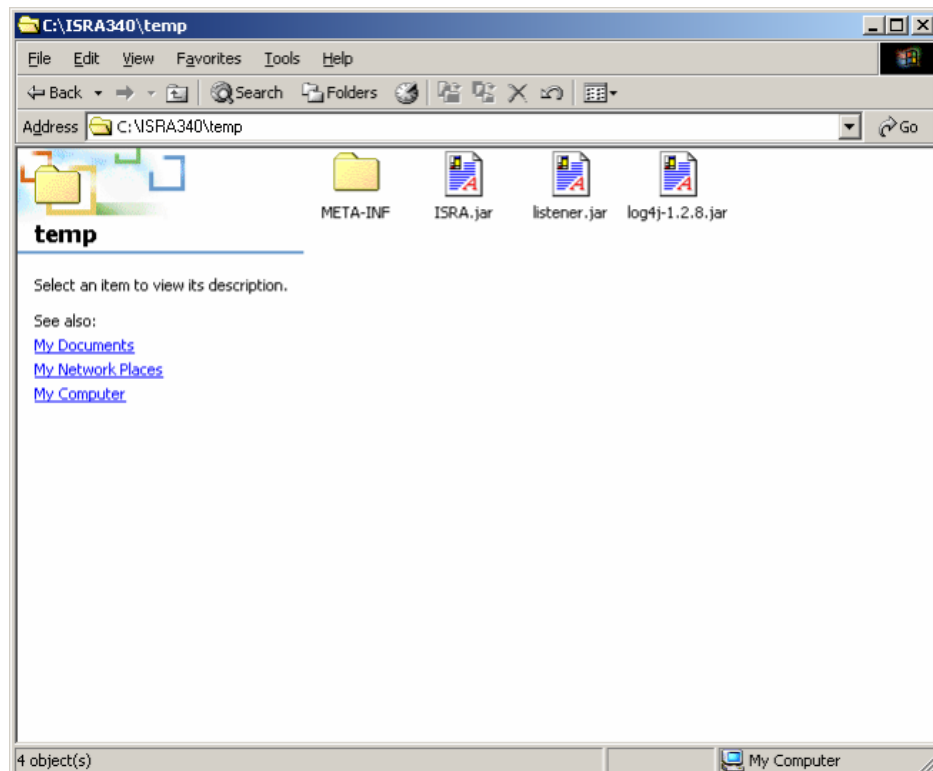 C:\ISRA340\temp
File Edit View Favorites Tools Help
Back Search Folders
Address C:\ISRA340\temp Go
META-INF ISRA.jar listener.jar log4j-1.2.8.jar
temp
Select an item to view its description.
See also:
My Documents
My Network Places
My Computer
4 object(s) My Computer